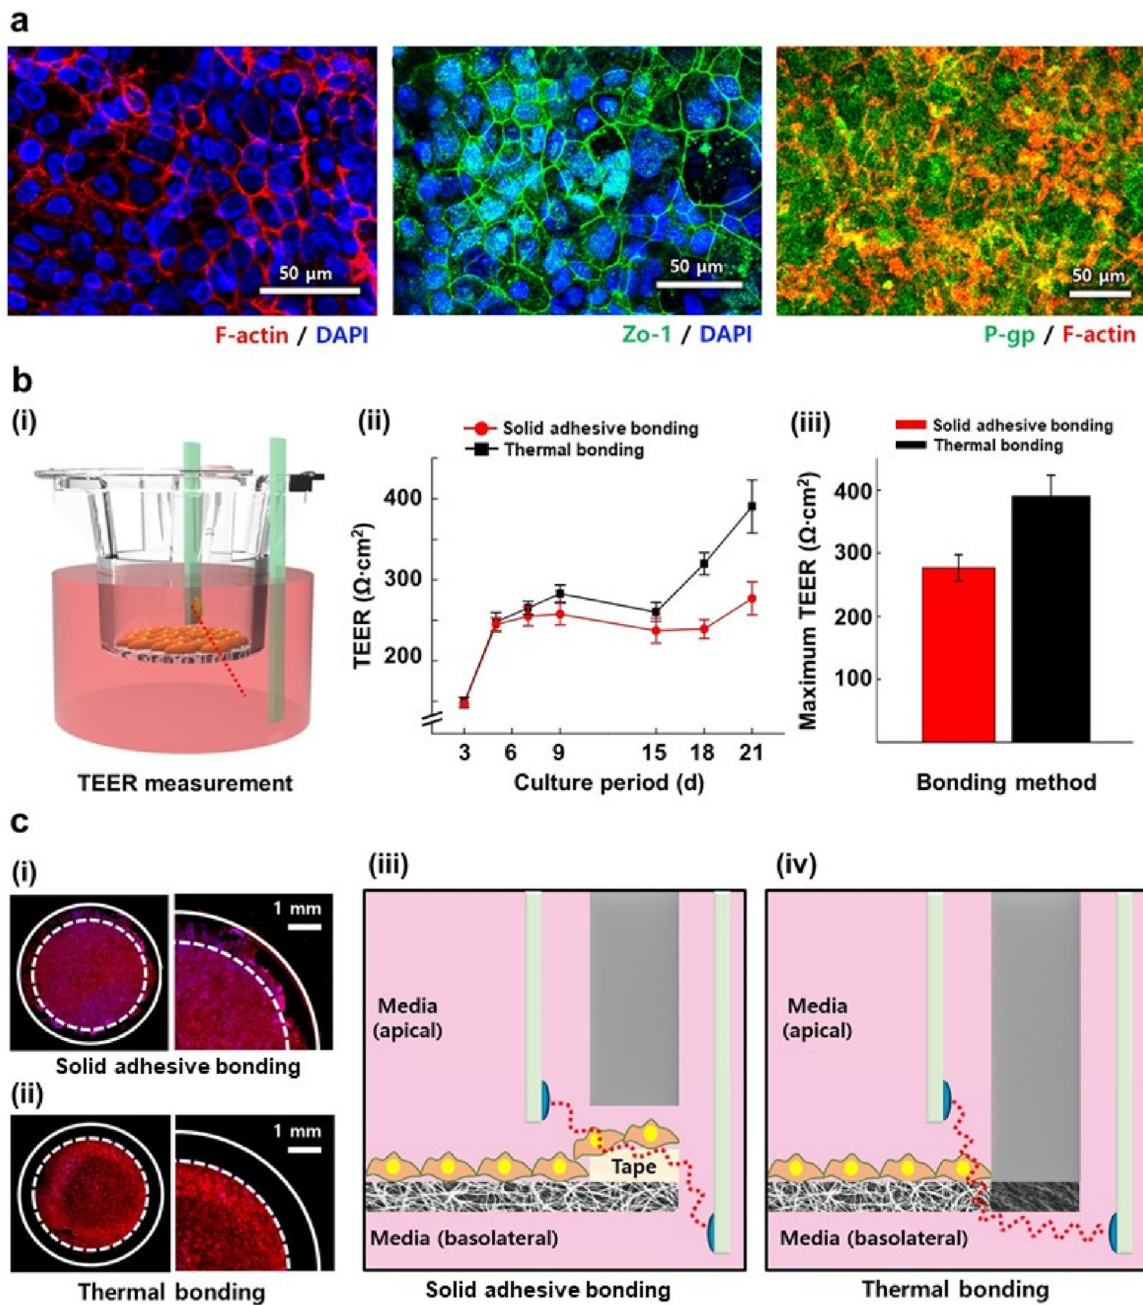 a
50 μm
50 μm
50 μm
F-actin / DAPI
Zo-1 / DAPI
P-gp / F-actin
b
(i)
TEER measurement
(ii)
Solid adhesive bonding
Thermal bonding
TEER (Ω·cm²)
400
300
200
3
6
9
15
18
21
Culture period (d)
(iii)
Solid adhesive bonding
Thermal bonding
Maximum TEER (Ω·cm²)
400
300
200
100
Bonding method
c
(i)
1 mm
Solid adhesive bonding
(ii)
1 mm
Thermal bonding
(iii)
Media
(apical)
Tape
Media (basolateral)
Solid adhesive bonding
(iv)
Media
(apical)
Media (basolateral)
Thermal bonding